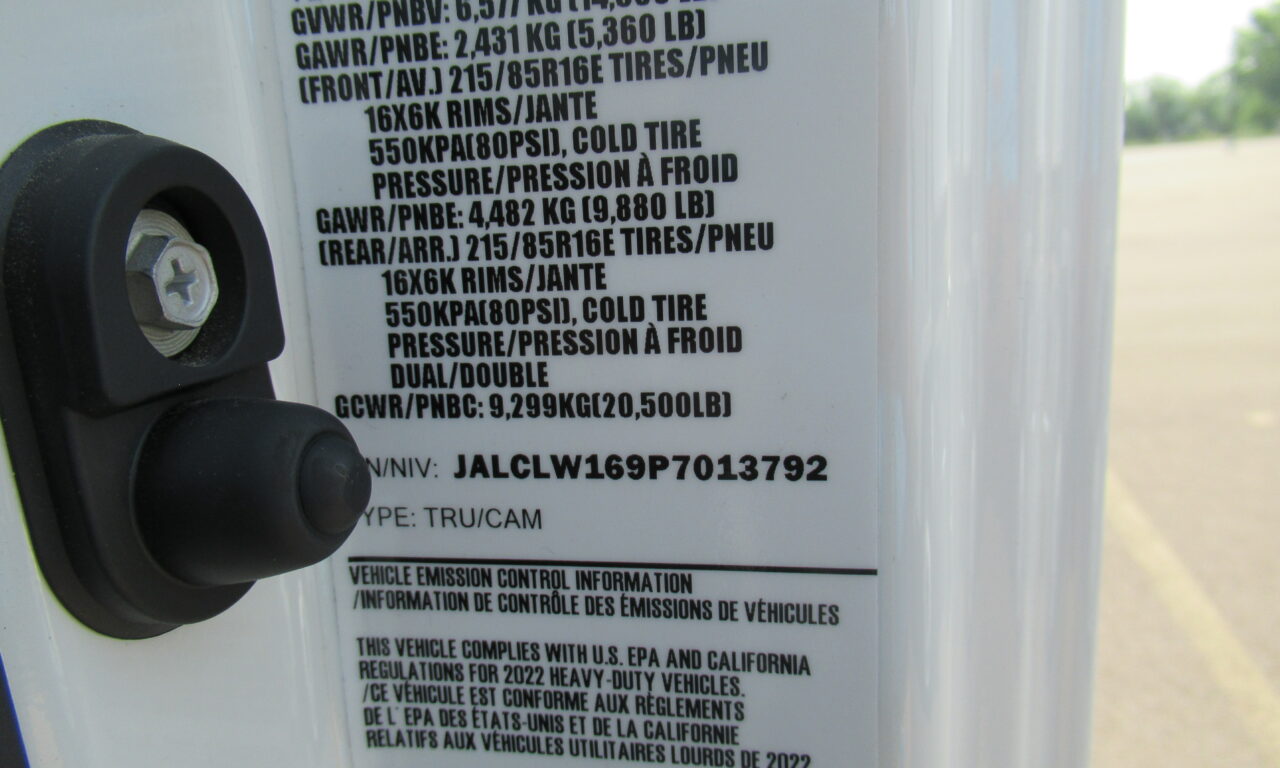 GVWR/PNBV: 6,577 KG
GAWR/PNBE: 2,431 KG (5,360 LB)
(FRONT/AV.) 215/85R16E TIRES/PNEU
16X6K RIMS/JANTE
550KPA(80PSI), COLD TIRE
PRESSURE/PRESSION À FROID
GAWR/PNBE: 4,482 KG (9,880 LB)
(REAR/ARR.) 215/85R16E TIRES/PNEU
16X6K RIMS/JANTE
550KPA(80PSI), COLD TIRE
PRESSURE/PRESSION À FROID
DUAL/DOUBLE
GCWR/PNBC: 9,299KG(20,500LB)
N/NIV: JALCLW169P7013792
YPE: TRU/CAM
VEHICLE EMISSION CONTROL INFORMATION
/INFORMATION DE CONTRÔLE DES ÉMISSIONS DE VÉHICULES
THIS VEHICLE COMPLIES WITH U.S. EPA AND CALIFORNIA
REGULATIONS FOR 2022 HEAVY-DUTY VEHICLES.
/CE VÉHICULE EST CONFORME AUX RÈGLEMENTS
DE L' EPA DES ÉTATS-UNIS ET DE LA CALIFORNIE
RELATIFS AUX VÉHICULES UTILITAIRES LOURDS DE 2022